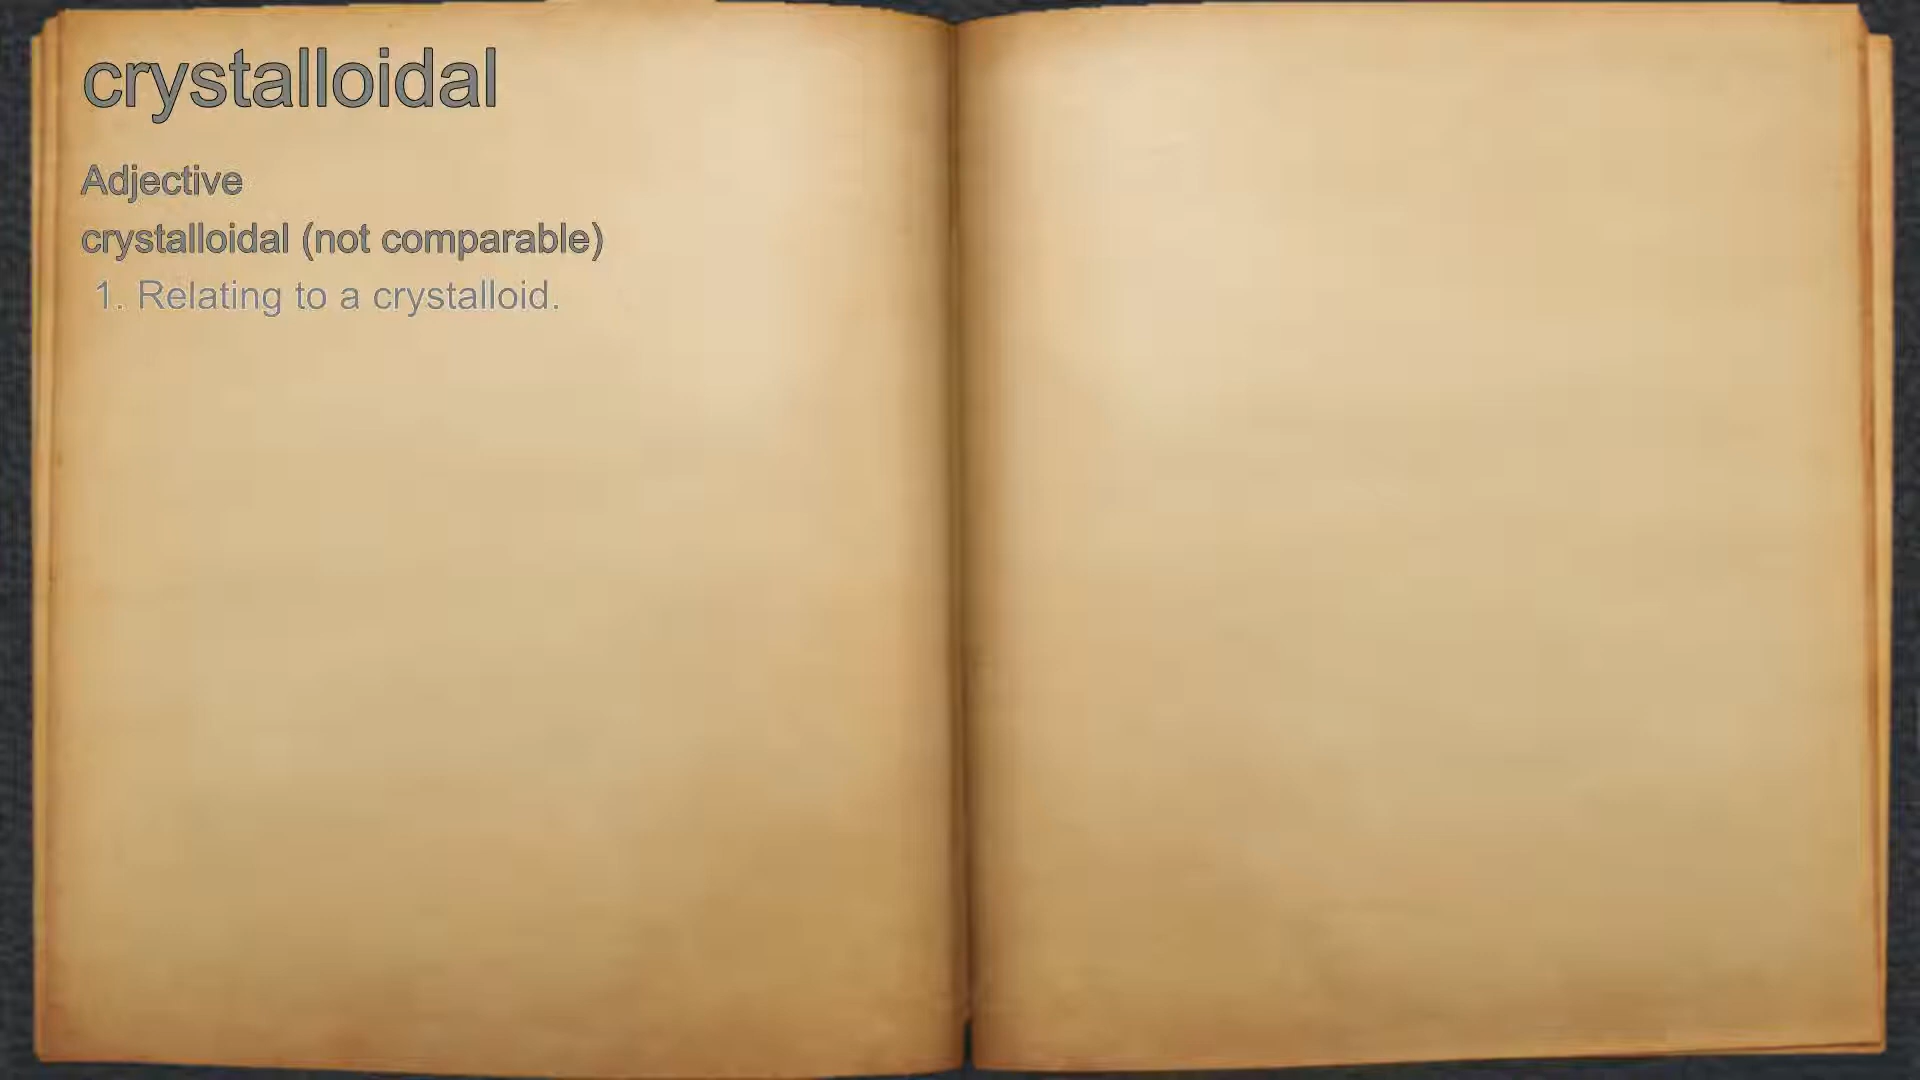 crystalloidal
Adjective
crystalloidal (not comparable)
1. Relating to a crystalloid.